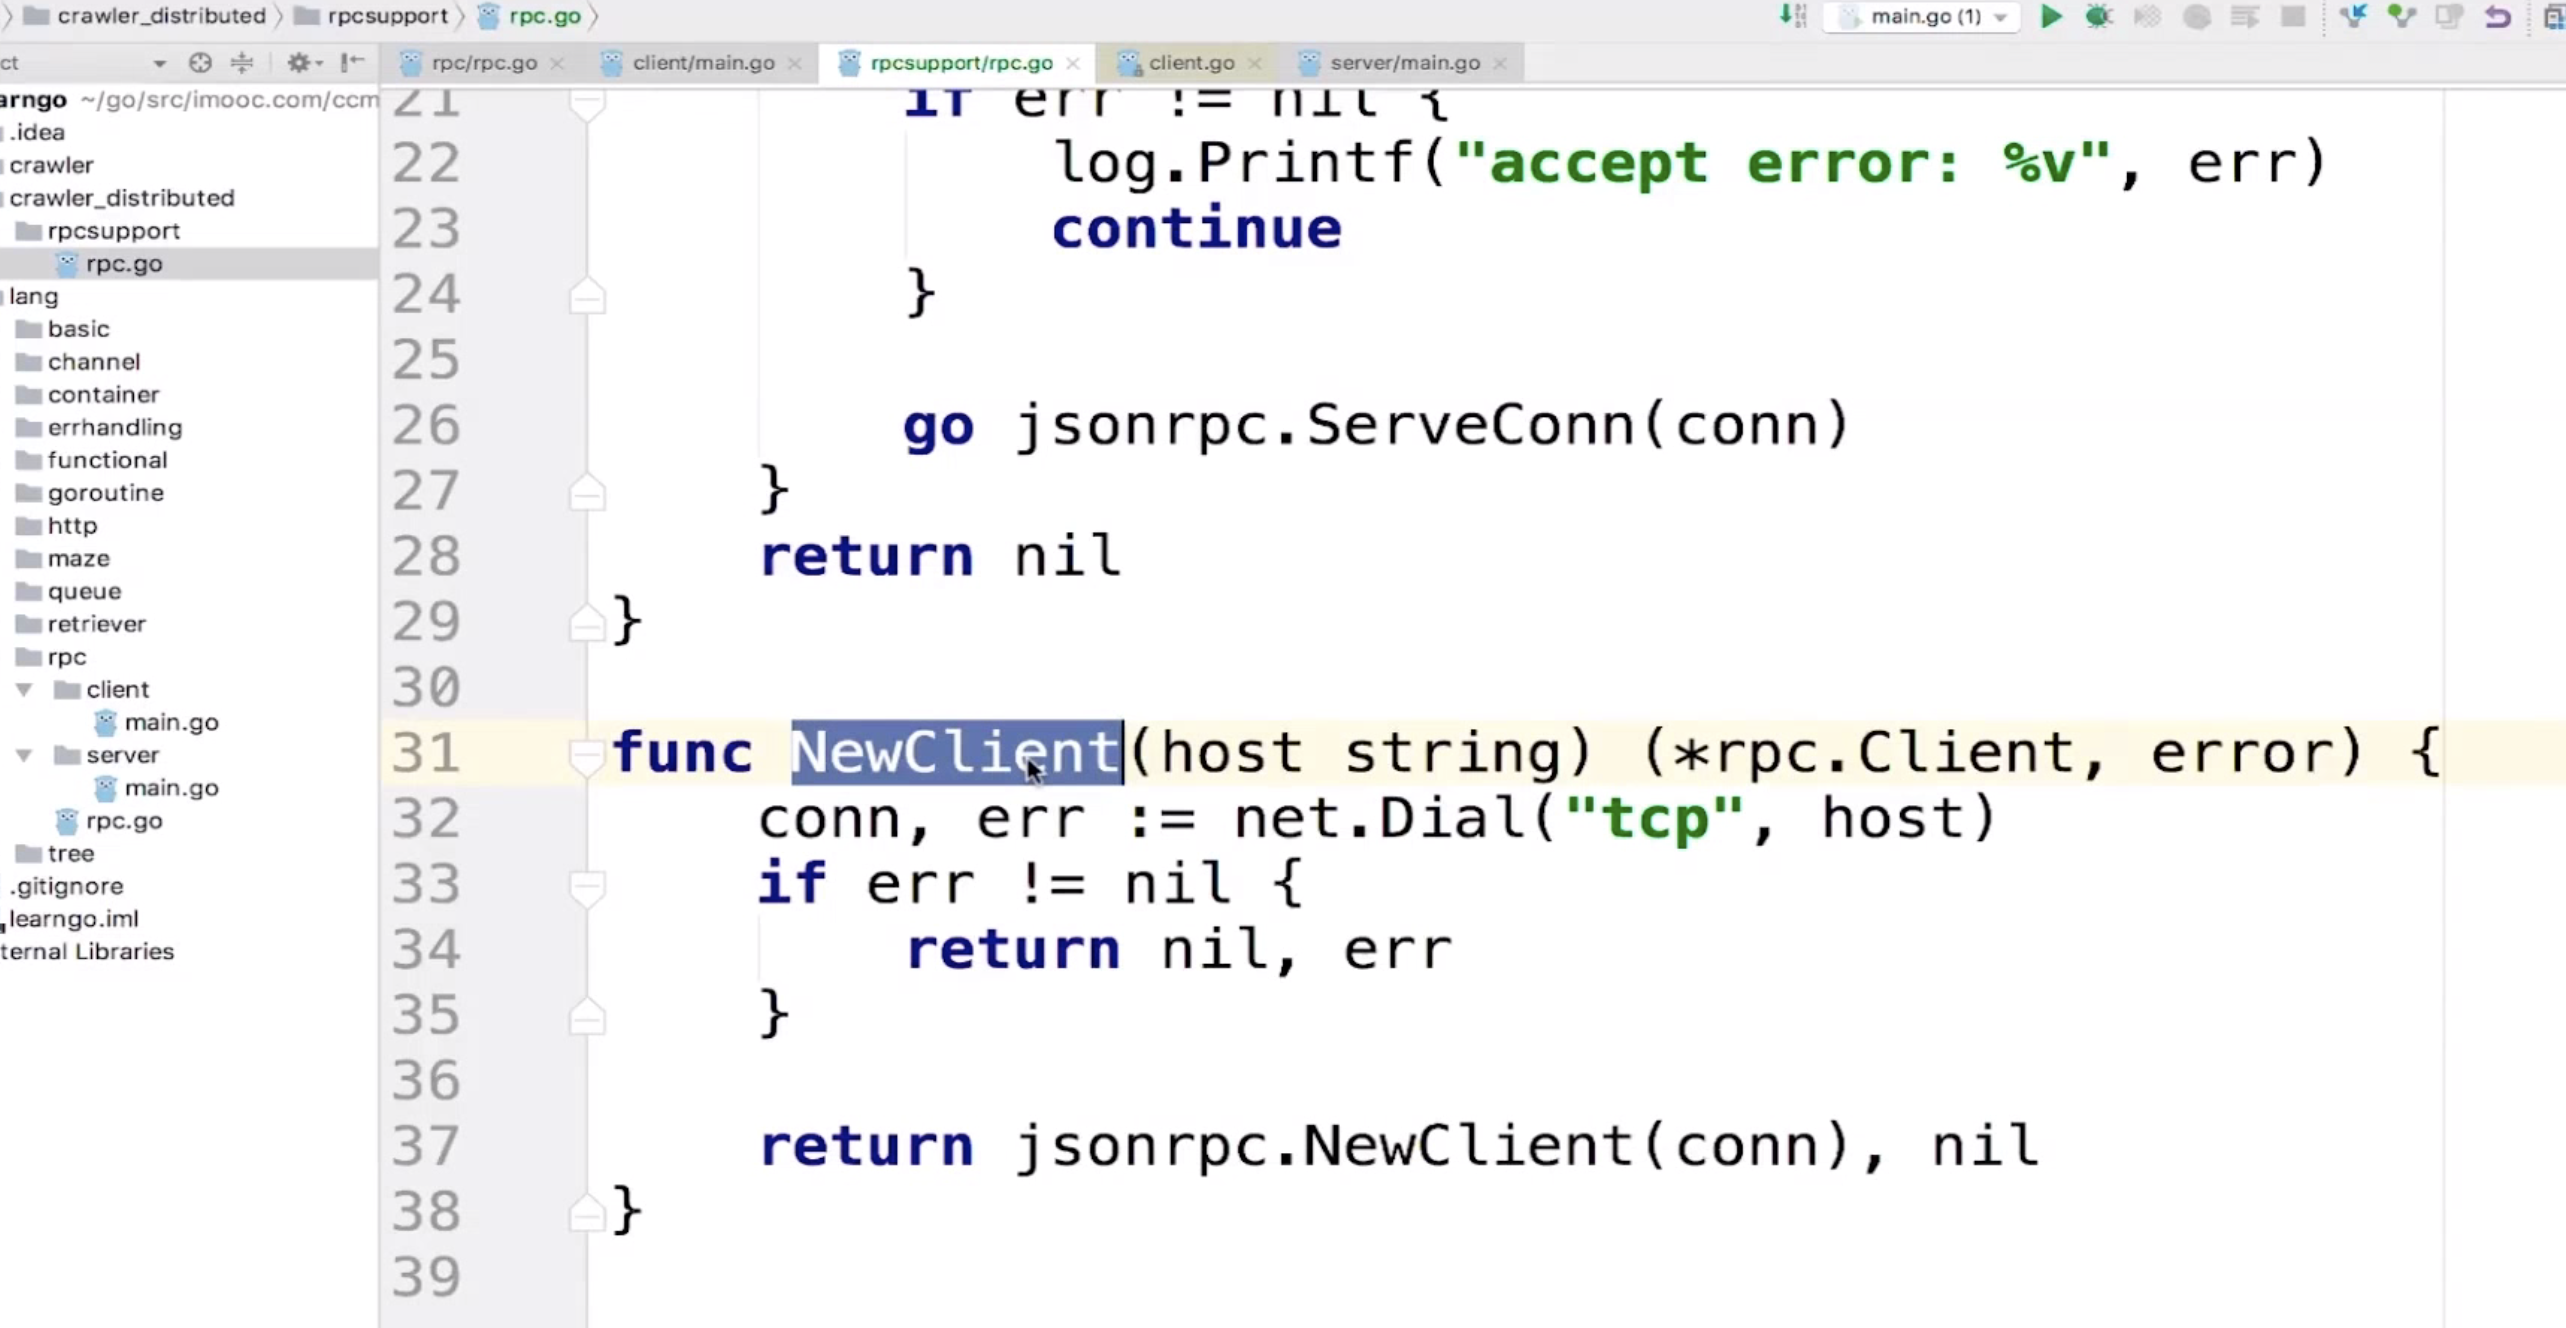 crawler_distributed rpcsupport rpc.go main.go (1)
ct rpc/rpc.go client/main.go rpcsupport/rpc.go client.go server/main.go
arngo ~/go/src/imooc.com/ccm
.idea
crawler
crawler_distributed
rpcsupport
rpc.go
lang
basic
channel
container
errhandling
functional
goroutine
http
maze
queue
retriever
rpc
client
main.go
server
main.go
rpc.go
tree
.gitignore
learngo.iml
ternal Libraries
21 if err != nil {
22 log.Printf("accept error: %v", err)
23 continue
24 }
25
26 go jsonrpc.ServeConn(conn)
27 }
28 return nil
29 }
30
31 func NewClient(host string) (*rpc.Client, error) {
32 conn, err := net.Dial("tcp", host)
33 if err != nil {
34 return nil, err
35 }
36
37 return jsonrpc.NewClient(conn), nil
38 }
39